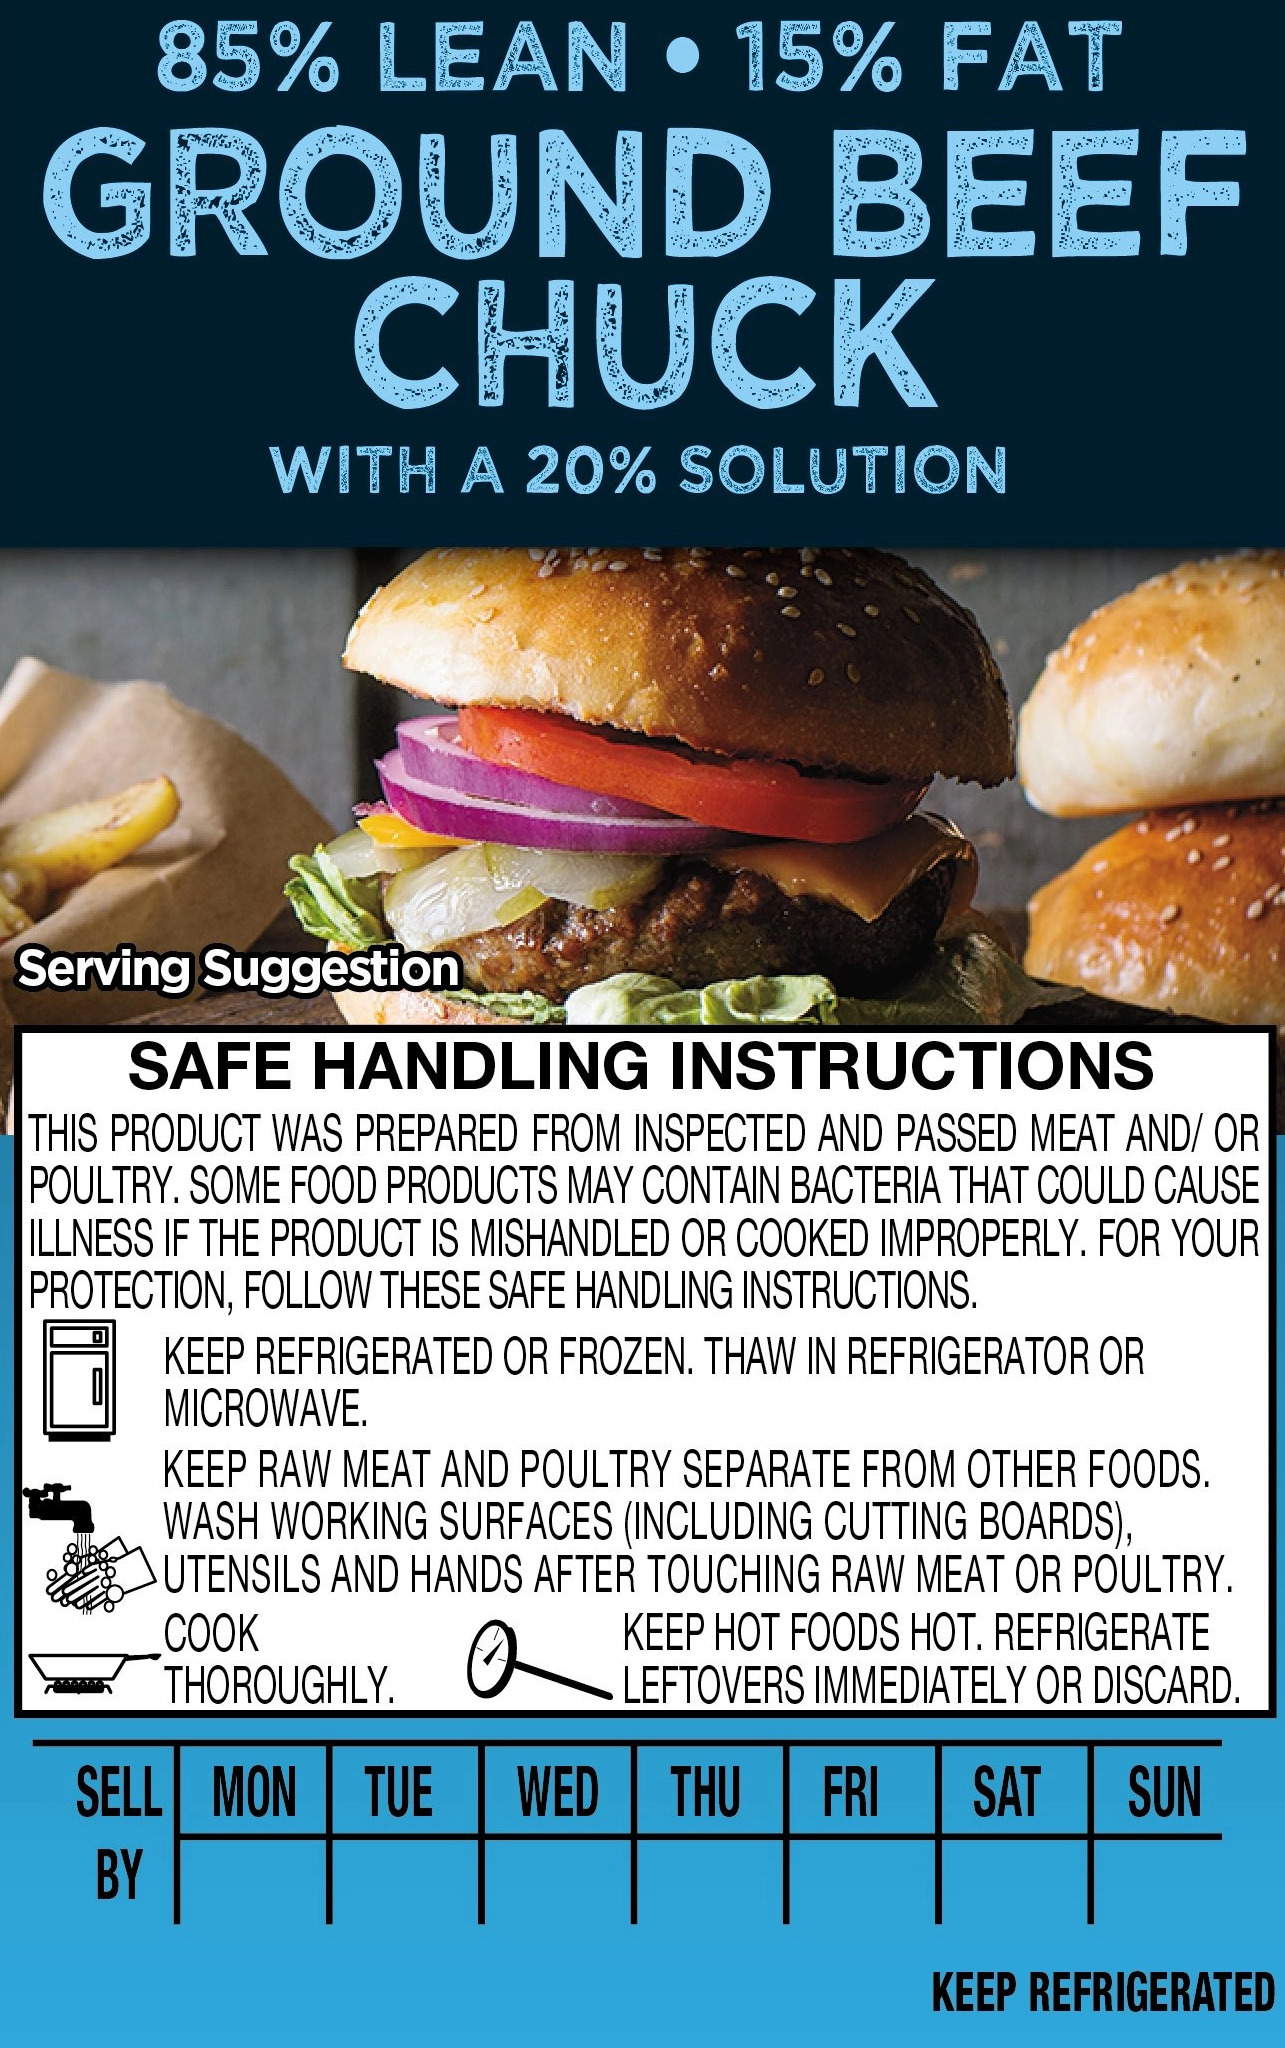 85% LEAN • 15% FAT
GROUND BEEF
CHUCK
WITH A 20% SOLUTION
Serving Suggestion
SAFE HANDLING INSTRUCTIONS
THIS PRODUCT WAS PREPARED FROM INSPECTED AND PASSED MEAT AND/ OR
POULTRY. SOME FOOD PRODUCTS MAY CONTAIN BACTERIA THAT COULD CAUSE
ILLNESS IF THE PRODUCT IS MISHANDLED OR COOKED IMPROPERLY. FOR YOUR
PROTECTION, FOLLOW THESE SAFE HANDLING INSTRUCTIONS.
KEEP REFRIGERATED OR FROZEN. THAW IN REFRIGERATOR OR
MICROWAVE.
KEEP RAW MEAT AND POULTRY SEPARATE FROM OTHER FOODS.
WASH WORKING SURFACES (INCLUDING CUTTING BOARDS),
UTENSILS AND HANDS AFTER TOUCHING RAW MEAT OR POULTRY.
COOK
THOROUGHLY.
KEEP HOT FOODS HOT. REFRIGERATE
LEFTOVERS IMMEDIATELY OR DISCARD.
SELL BY
MON TUE WED THU FRI SAT SUN
KEEP REFRIGERATED